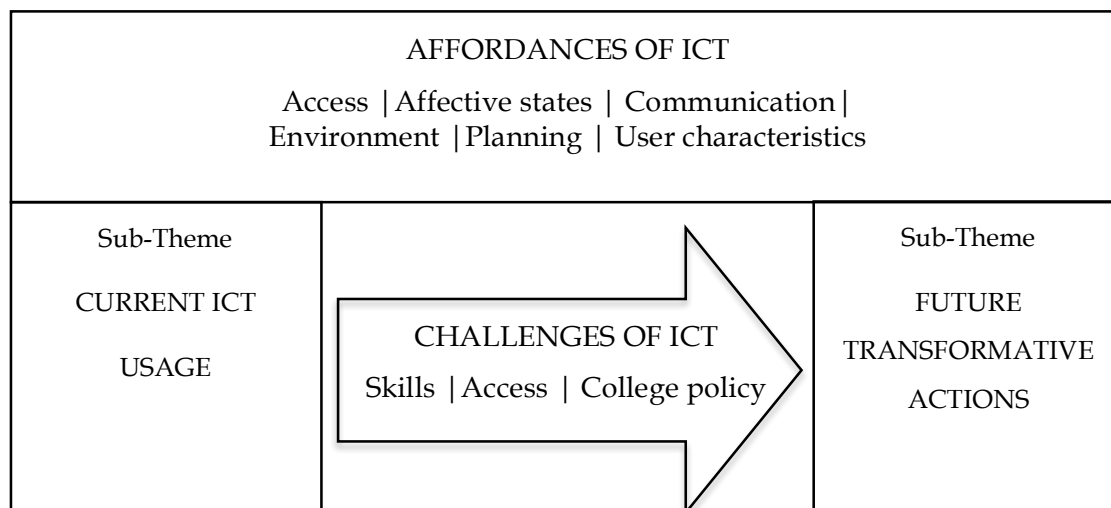 AFFORDANCES OF ICT
Access |Affective states | Communication|
Environment |Planning | User characteristics
Sub-Theme
CURRENT ICT
USAGE
CHALLENGES OF ICT
Skills |Access | College policy
Sub-Theme
FUTURE
TRANSFORMATIVE
ACTIONS